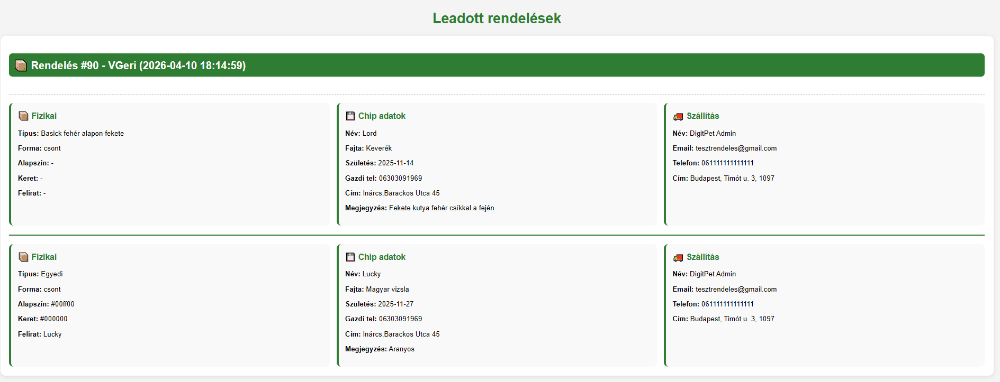 Leadott rendelések
Rendelés #90 - VGeri (2026-04-10 18:14:59)
Fizikai
Típus: Basick fehér alapon fekete
Forma: csont
Alapszín: -
Keret: -
Felirat: -
Chip adatok
Név: Lord
Fajta: Keverék
Születés: 2025-11-14
Gazdi tel: 06303091969
Cím: Inárcs,Barackos Utca 45
Megjegyzés: Fekete kutya fehér csíkkal a fején
Szállítás
Név: DigitPet Admin
Email: tesztrendeles@gmail.com
Telefon: 061111111111111
Cím: Budapest, Timót u. 3, 1097
Fizikai
Típus: Egyedi
Forma: csont
Alapszín: #00ff00
Keret: #000000
Felirat: Lucky
Chip adatok
Név: Lucky
Fajta: Magyar vizsla
Születés: 2025-11-27
Gazdi tel: 06303091969
Cím: Inárcs,Barackos Utca 45
Megjegyzés: Aranyos
Szállítás
Név: DigitPet Admin
Email: tesztrendeles@gmail.com
Telefon: 061111111111111
Cím: Budapest, Timót u. 3, 1097